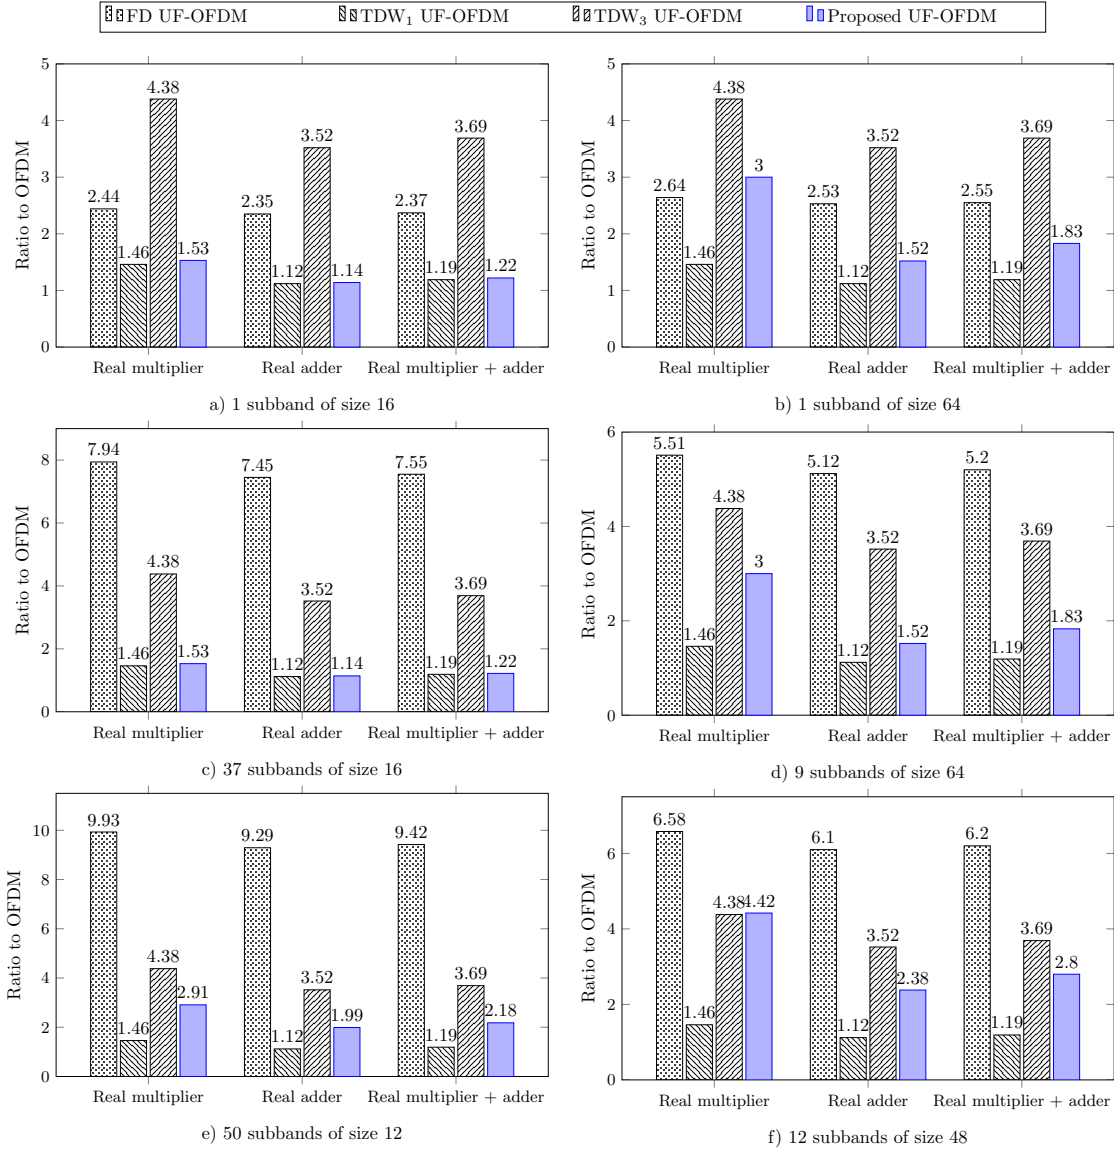 FD UF-OFDM TDW1 UF-OFDM TDW3 UF-OFDM Proposed UF-OFDM
Ratio to OFDM
0 1 2 3 4 5
2.44 1.46 4.38 1.53
2.35 1.12 3.52 1.14
2.37 1.19 3.69 1.22
Real multiplier Real adder Real multiplier + adder
a) 1 subband of size 16
Ratio to OFDM
0 1 2 3 4 5
2.64 1.46 4.38 3
2.53 1.12 3.52 1.52
2.55 1.19 3.69 1.83
Real multiplier Real adder Real multiplier + adder
b) 1 subband of size 64
Ratio to OFDM
0 2 4 6 8
7.94 1.46 4.38 1.53
7.45 1.12 3.52 1.14
7.55 1.19 3.69 1.22
Real multiplier Real adder Real multiplier + adder
c) 37 subbands of size 16
Ratio to OFDM
0 2 4 6
5.51 1.46 4.38 3
5.12 1.12 3.52 1.52
5.2 1.19 3.69 1.83
Real multiplier Real adder Real multiplier + adder
d) 9 subbands of size 64
Ratio to OFDM
0 2 4 6 8 10
9.93 1.46 4.38 2.91
9.29 1.12 3.52 1.99
9.42 1.19 3.69 2.18
Real multiplier Real adder Real multiplier + adder
e) 50 subbands of size 12
Ratio to OFDM
0 2 4 6
6.58 1.46 4.38 4.42
6.1 1.12 3.52 2.38
6.2 1.19 3.69 2.8
Real multiplier Real adder Real multiplier + adder
f) 12 subbands of size 48